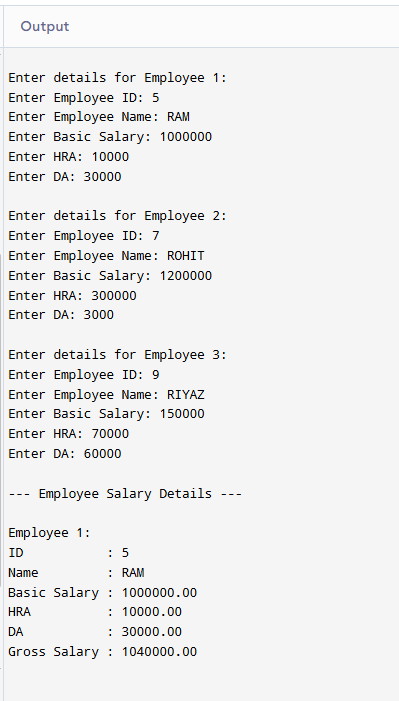 Output
Enter details for Employee 1:
Enter Employee ID: 5
Enter Employee Name: RAM
Enter Basic Salary: 1000000
Enter HRA: 10000
Enter DA: 30000
Enter details for Employee 2:
Enter Employee ID: 7
Enter Employee Name: ROHIT
Enter Basic Salary: 1200000
Enter HRA: 300000
Enter DA: 3000
Enter details for Employee 3:
Enter Employee ID: 9
Enter Employee Name: RIYAZ
Enter Basic Salary: 150000
Enter HRA: 70000
Enter DA: 60000
--- Employee Salary Details ---
Employee 1:
ID           : 5
Name         : RAM
Basic Salary : 1000000.00
HRA          : 10000.00
DA           : 30000.00
Gross Salary : 1040000.00